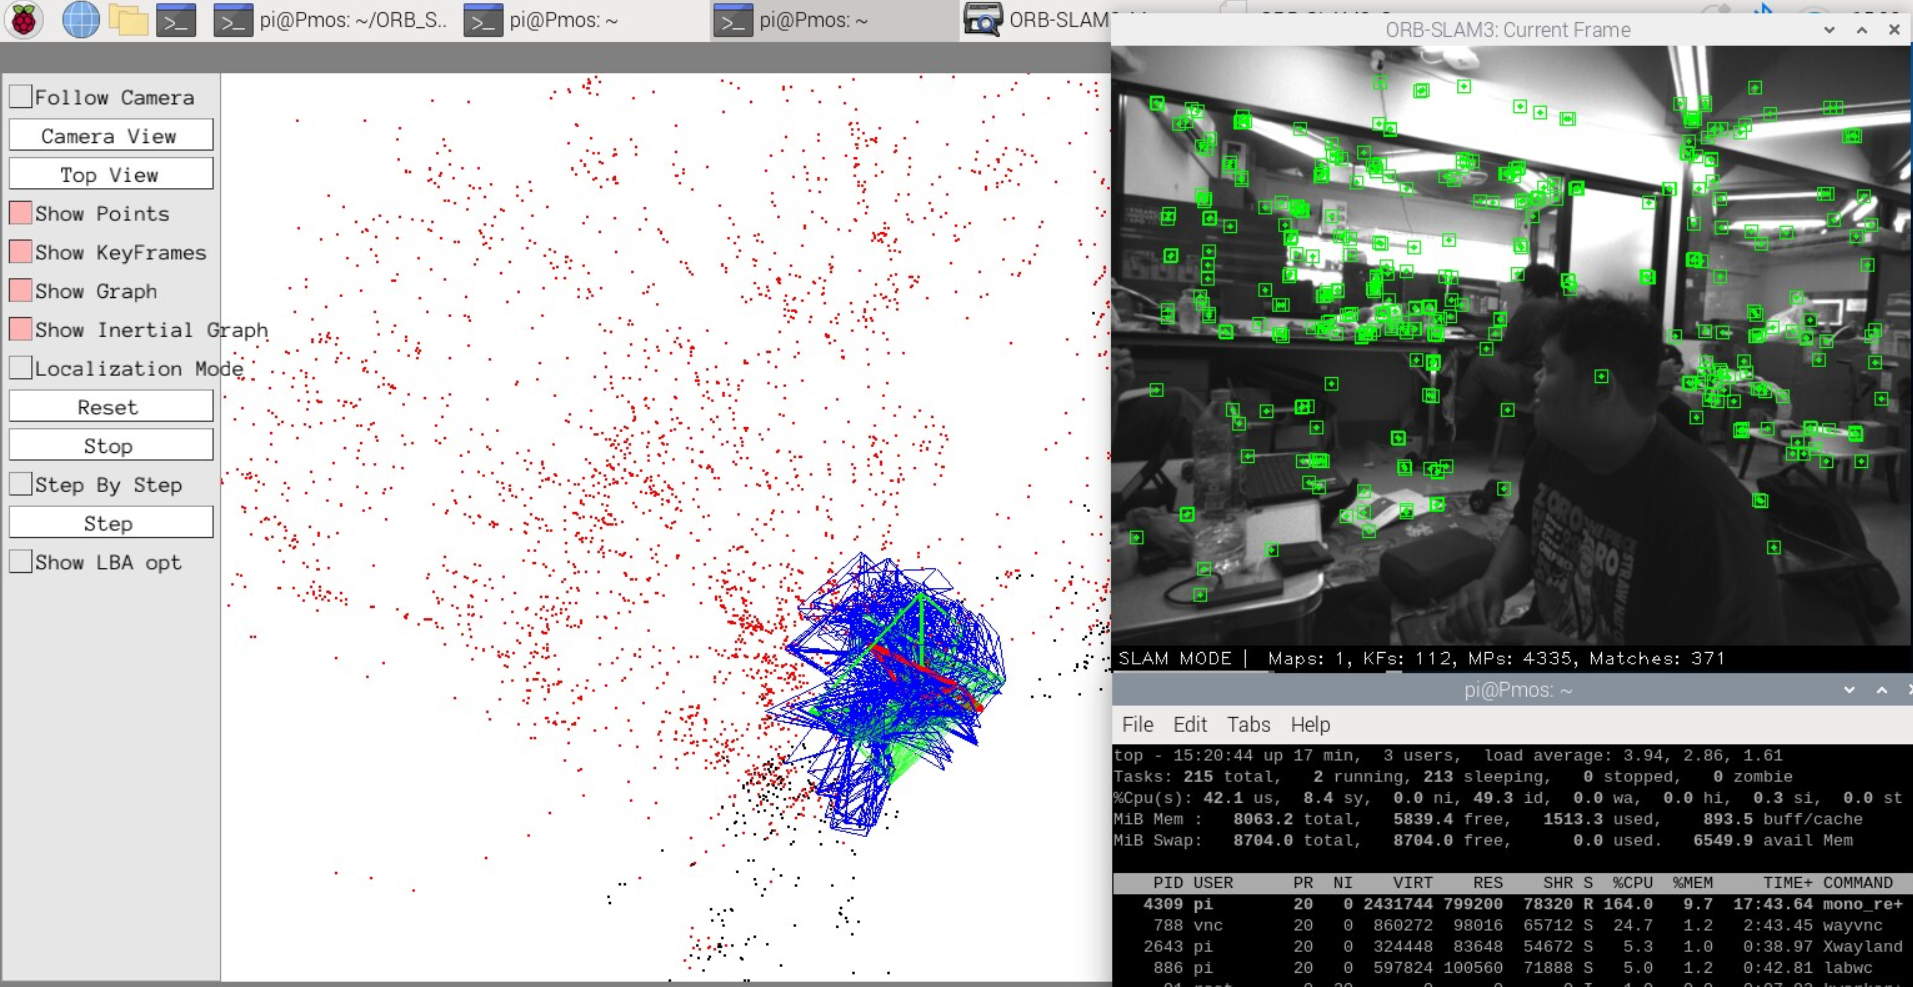 pi@Pmos: ~/ORB_S..
pi@Pmos: ~
pi@Pmos: ~
ORB-SLAM3: Current Frame
Follow Camera
Camera View
Top View
Show Points
Show KeyFrames
Show Graph
Show Inertial Graph
Localization Mode
Reset
Stop
Step By Step
Step
Show LBA opt
SLAM MODE | Maps: 1, KFs: 112, MPs: 4335, Matches: 371
pi@Pmos: ~
File Edit Tabs Help
top - 15:20:44 up 17 min, 3 users, load average: 3.94, 2.86, 1.61
Tasks: 215 total, 2 running, 213 sleeping, 0 stopped, 0 zombie
%Cpu(s): 42.1 us, 8.4 sy, 0.0 ni, 49.3 id, 0.0 wa, 0.0 hi, 0.3 si, 0.0 st
MiB Mem : 8063.2 total, 5839.4 free, 1513.3 used, 893.5 buff/cache
MiB Swap: 8704.0 total, 8704.0 free, 0.0 used. 6549.9 avail Mem
PID USER PR NI VIRT RES SHR S %CPU %MEM TIME+ COMMAND
4309 pi 20 0 2431744 799200 78320 R 164.0 9.7 17:43.64 mono_re+
788 vnc 20 0 860272 98016 65712 S 24.7 1.2 2:43.45 wayvnc
2643 pi 20 0 324448 83648 54672 S 5.3 1.0 0:38.97 Xwayland
886 pi 20 0 597824 100560 71888 S 5.0 1.2 0:42.81 labwc